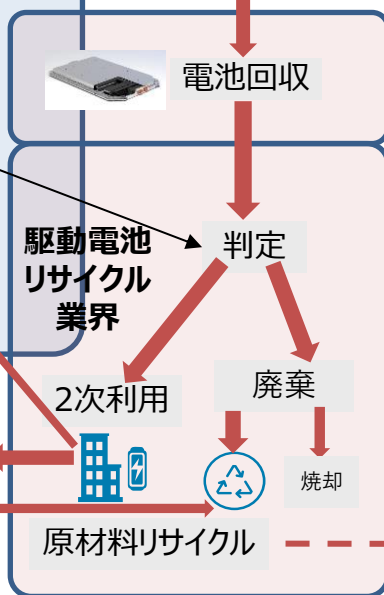 電池回収
駆動電池
リサイクル
業界
判定
2次利用
廃棄
焼却
原材料リサイクル